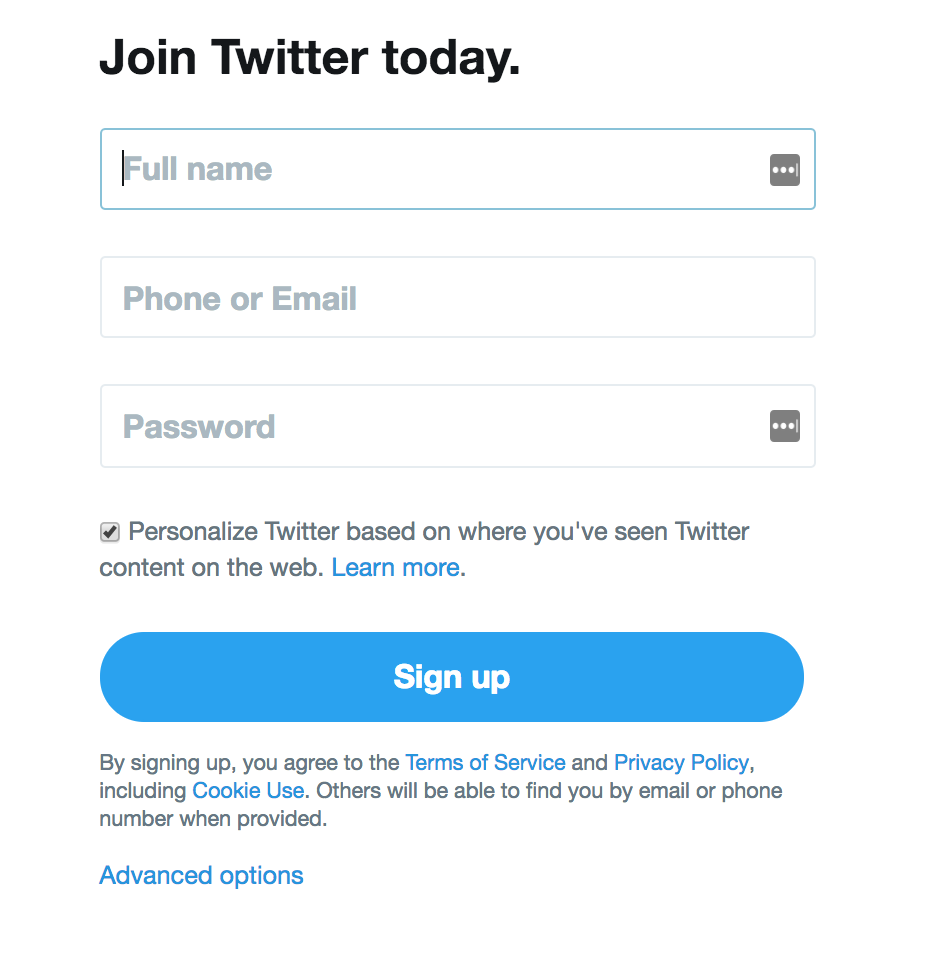 Join Twitter today.
Full name
Phone or Email
Password
Personalize Twitter based on where you've seen Twitter
content on the web. Learn more.
Sign up
By signing up, you agree to the Terms of Service and Privacy Policy,
including Cookie Use. Others will be able to find you by email or phone
number when provided.
Advanced options